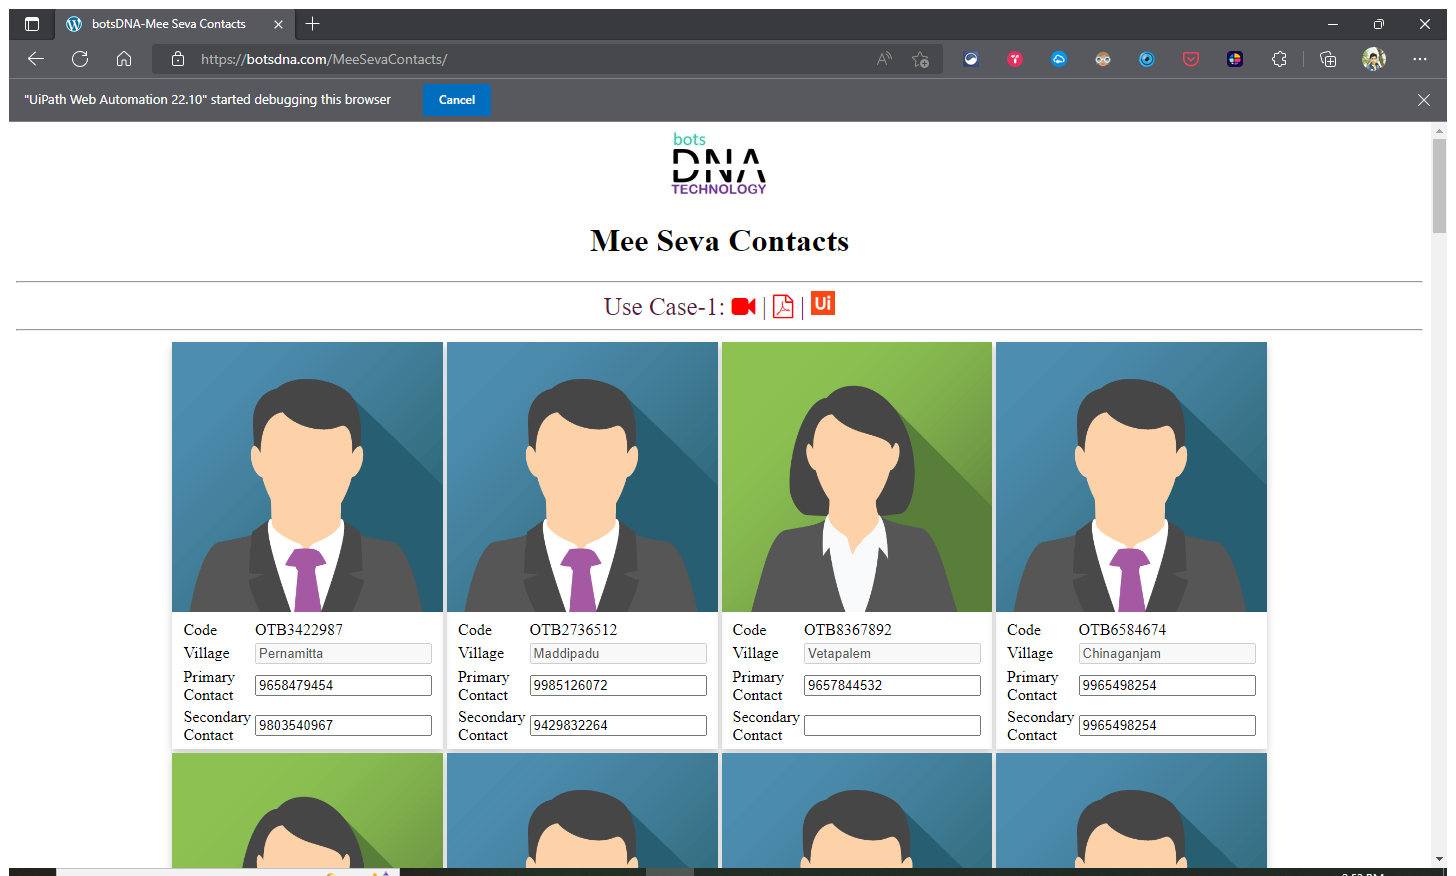 botsDNA-Mee Seva Contacts
https://botsdna.com/MeeSevaContacts/
"UiPath Web Automation 22.10" started debugging this browser
Cancel
bots
DNA
TECHNOLOGY
Mee Seva Contacts
Use Case-1: | | Ui
Code OTB3422987
Village Pernamitta
Primary Contact 9658479454
Secondary Contact 9803540967
Code OTB2736512
Village Maddipadu
Primary Contact 9985126072
Secondary Contact 9429832264
Code OTB8367892
Village Vetapalem
Primary Contact 9657844532
Secondary Contact
Code OTB6584674
Village Chinaganjam
Primary Contact 9965498254
Secondary Contact 9965498254